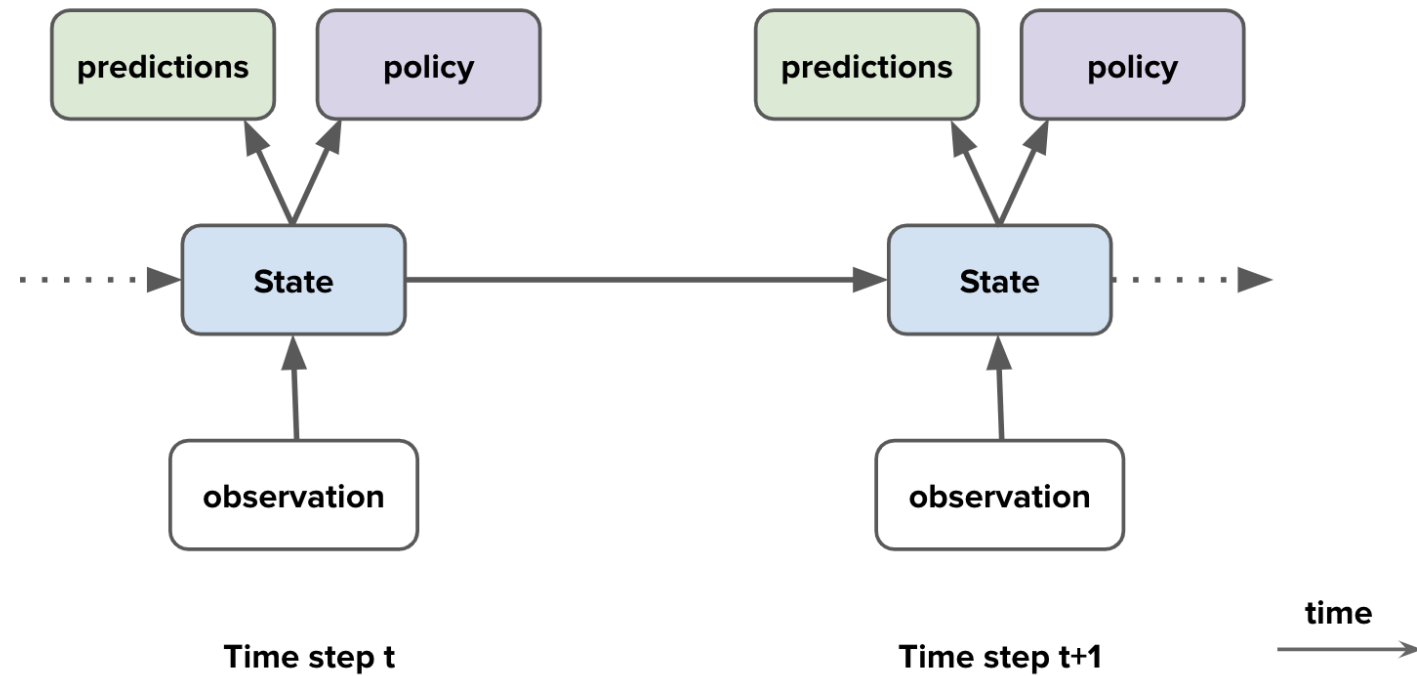 predictions
policy
predictions
policy
State
State
observation
observation
time
Time step t
Time step t+1